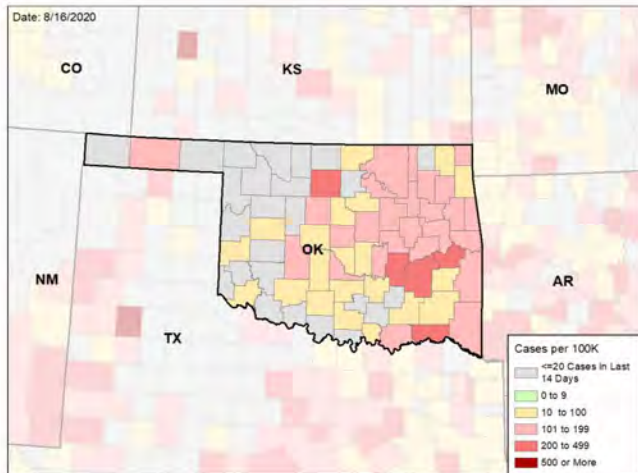 Date: 8/16/2020
CO
KS
MO
OK
NM
AR
TX
Cases per 100K
<=20 Cases in Last
14 Days
0 to 9
10 to 100
101 to 199
200 to 499
500 or More